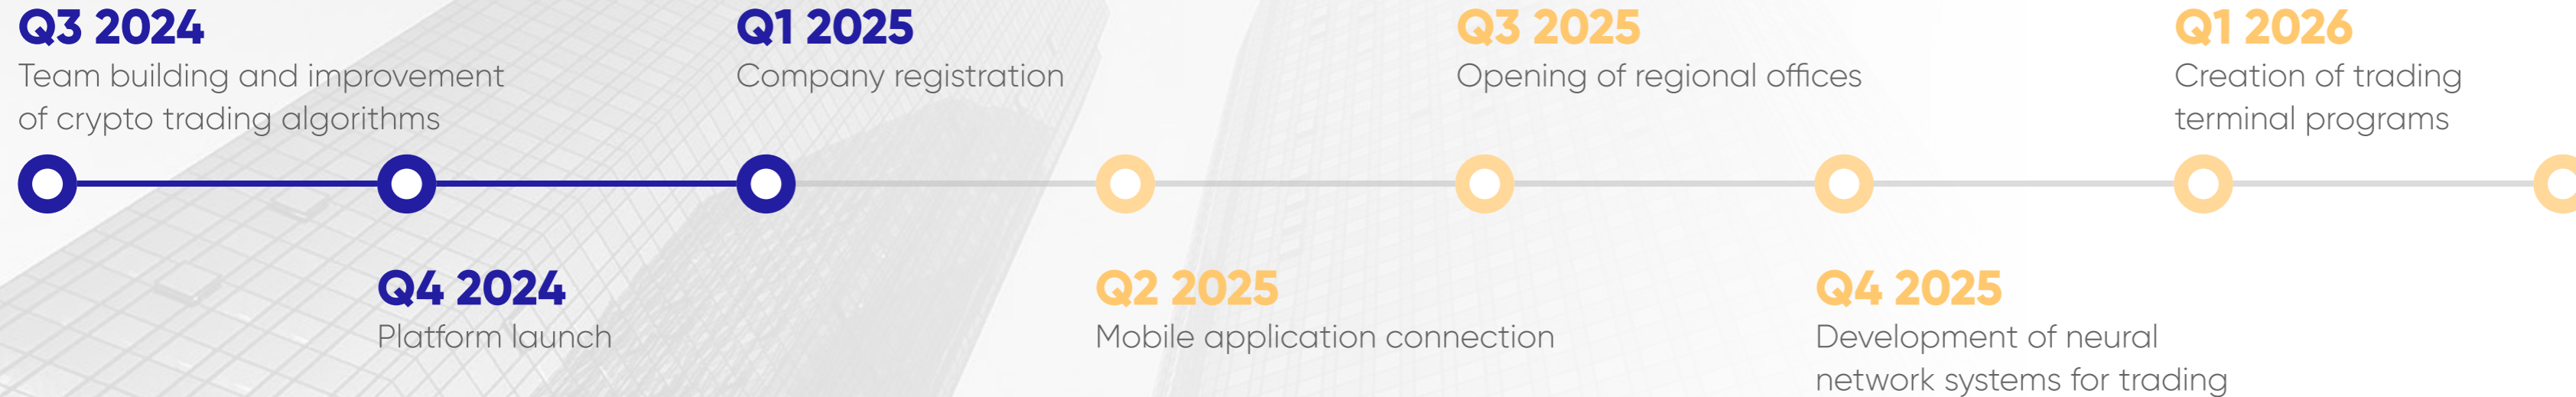 Q3 2024
Team building and improvement
of crypto trading algorithms
Q4 2024
Platform launch
Q1 2025
Company registration
Q2 2025
Mobile application connection
Q3 2025
Opening of regional offices
Q4 2025
Development of neural
network systems for trading
Q1 2026
Creation of trading
terminal programs